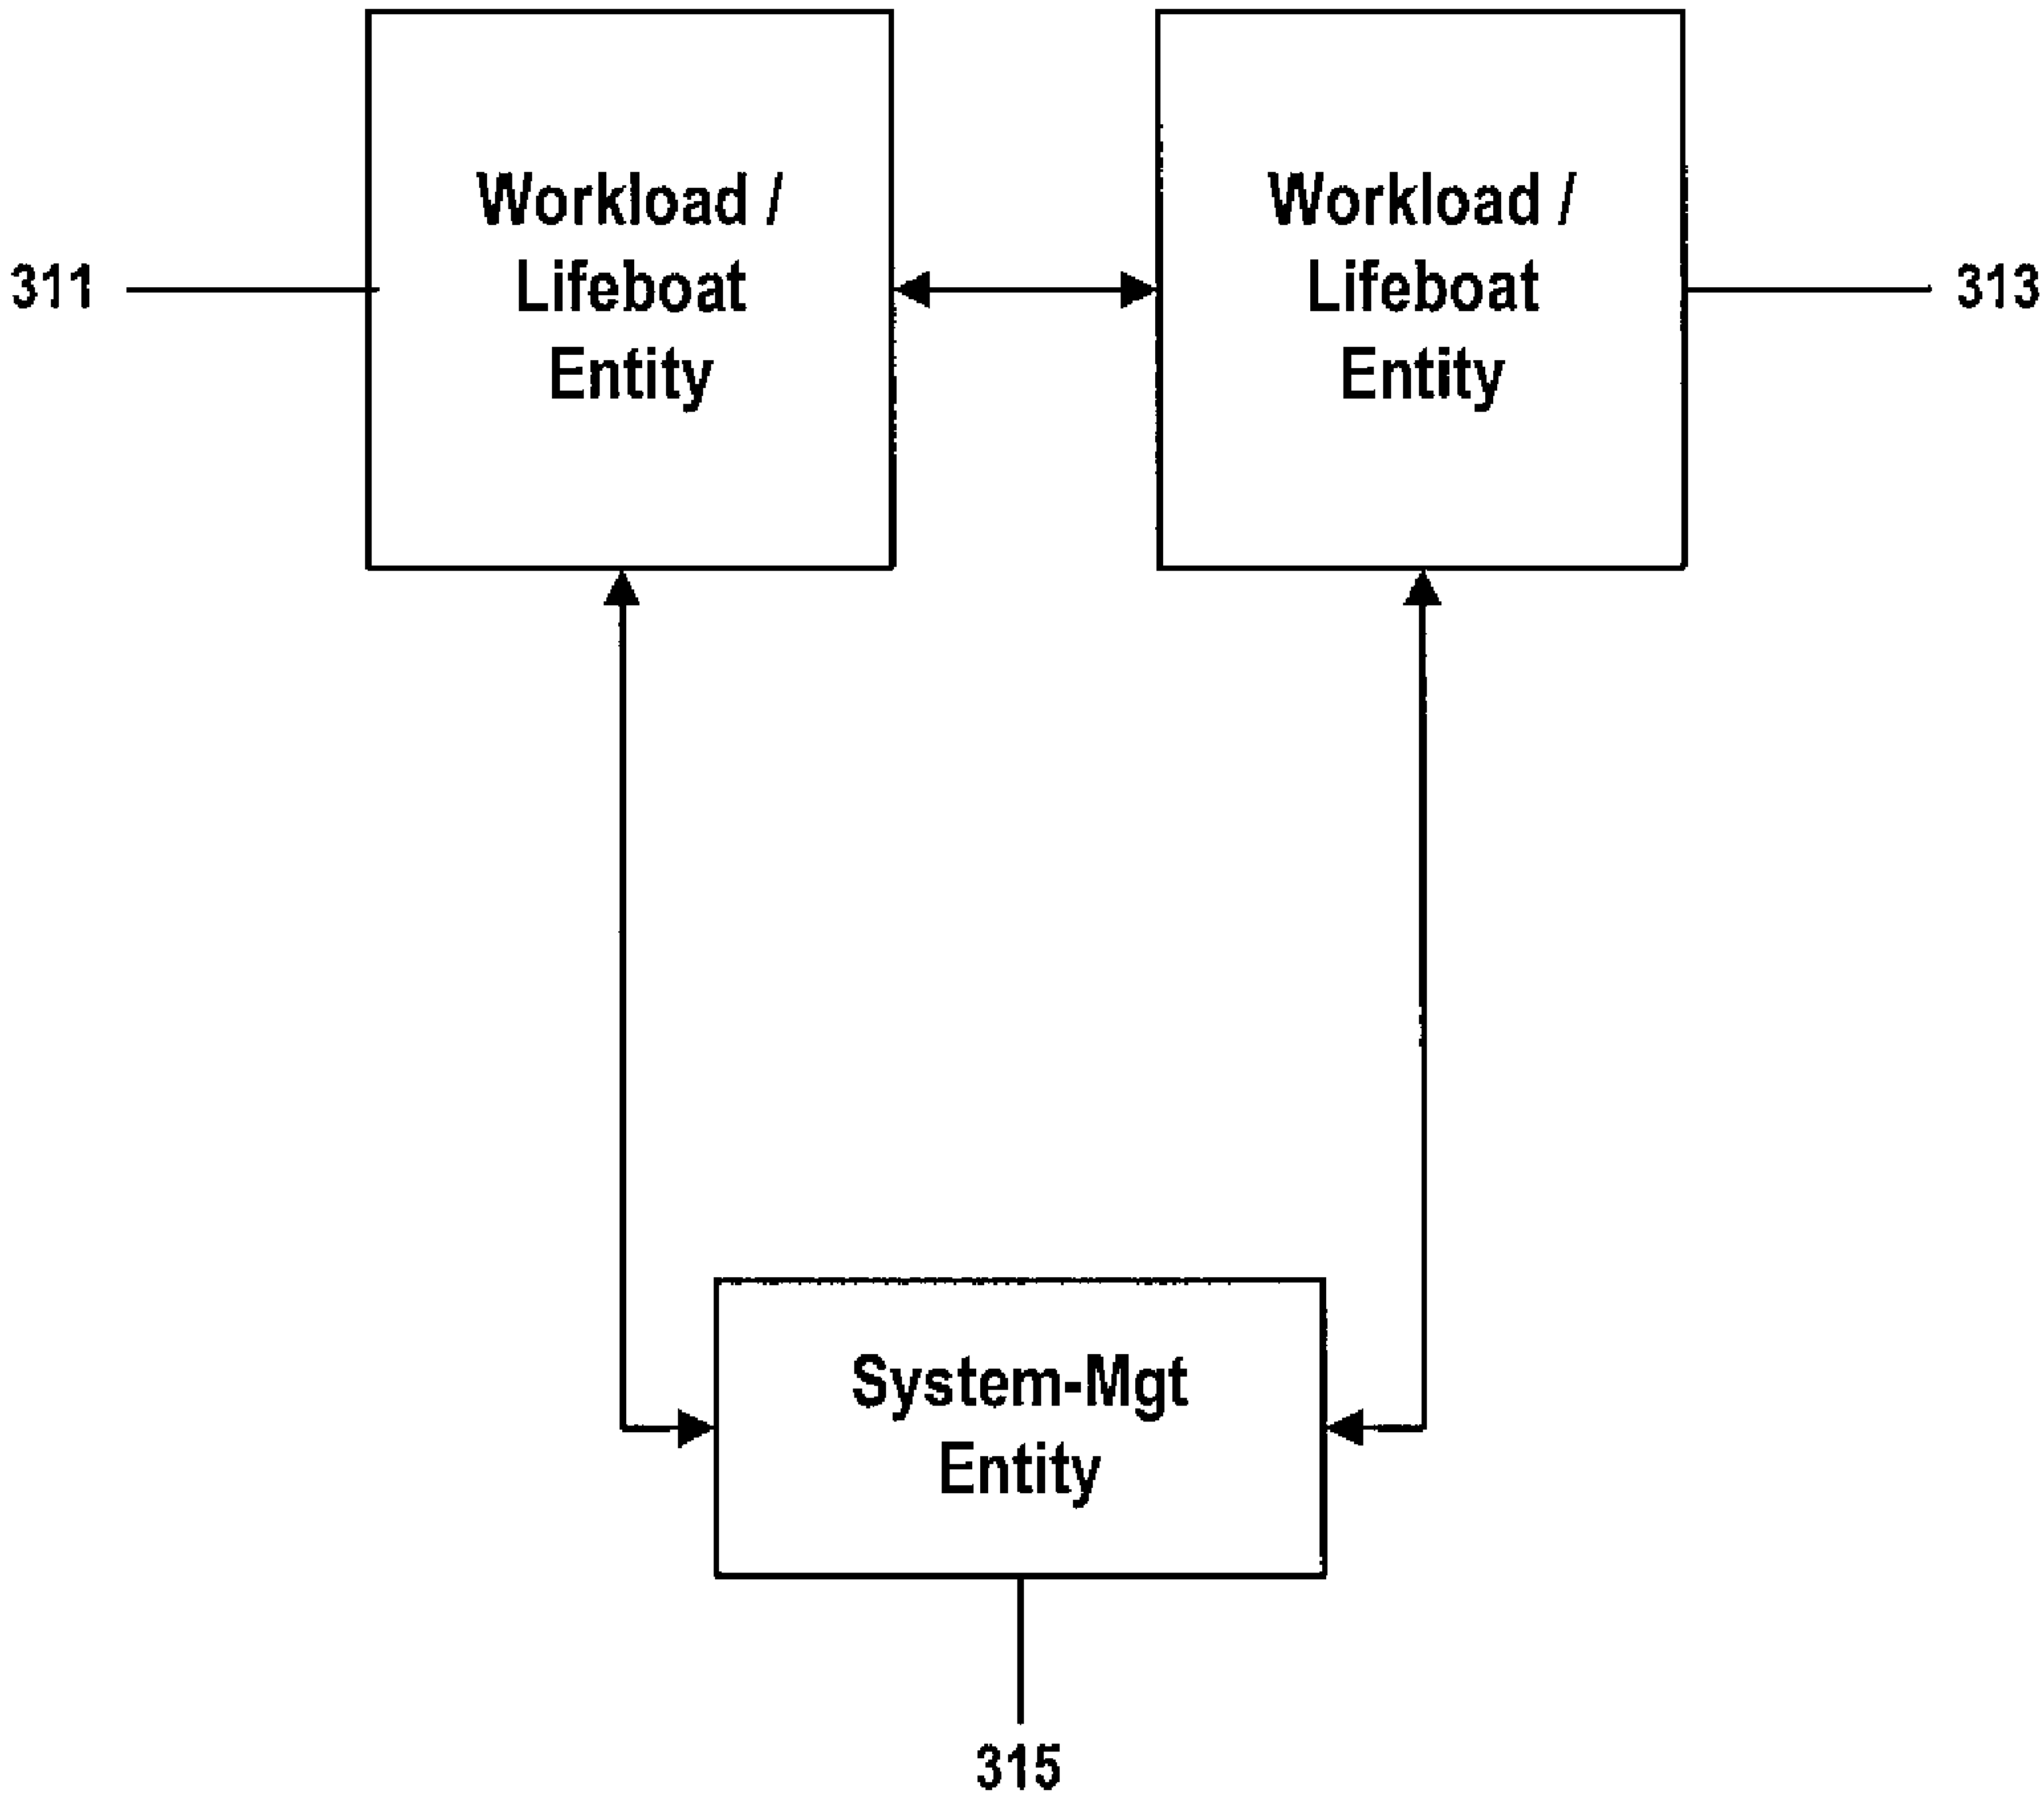 Workload /
Lifeboat
Entity
Workload /
Lifeboat
Entity
311
313
System-Mgt
Entity
315